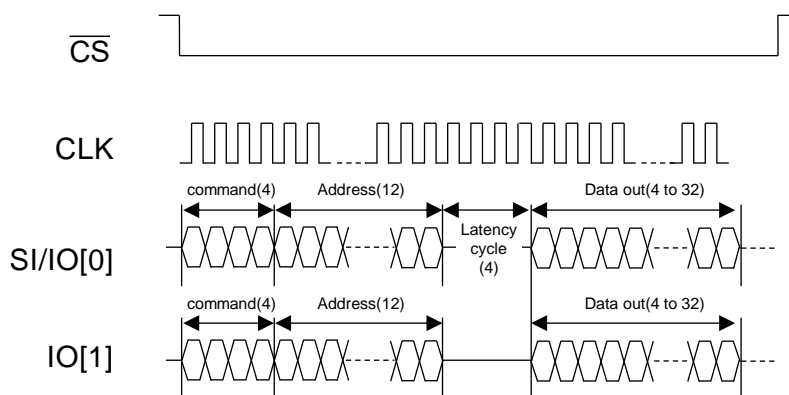 CS
CLK
command(4) Address(12) Data out(4 to 32)
SI/IO[0]
Latency
cycle
(4)
command(4) Address(12) Data out(4 to 32)
IO[1]